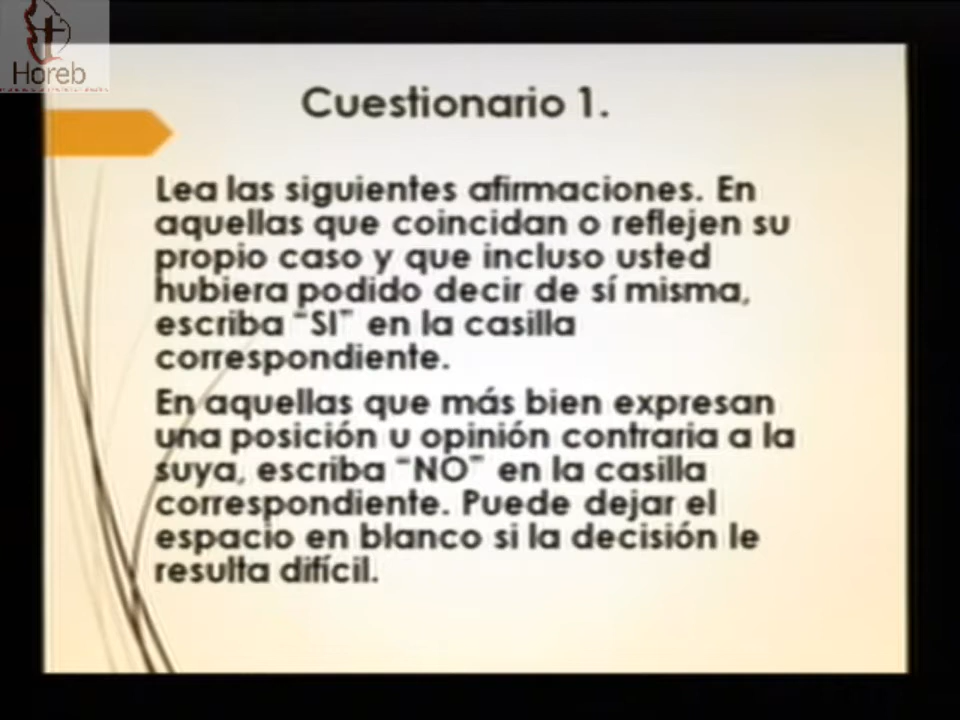 Horeb
Cuestionario 1.
Lea las siguientes afirmaciones. En
aquellas que coincidan o reflejen su
propio caso y que incluso usted
hubiera podido decir de sí misma,
escriba "SI" en la casilla
correspondiente.
En aquellas que más bien expresan
una posición u opinión contraria a la
suya, escriba "NO" en la casilla
correspondiente. Puede dejar el
espacio en blanco si la decisión le
resulta difícil.